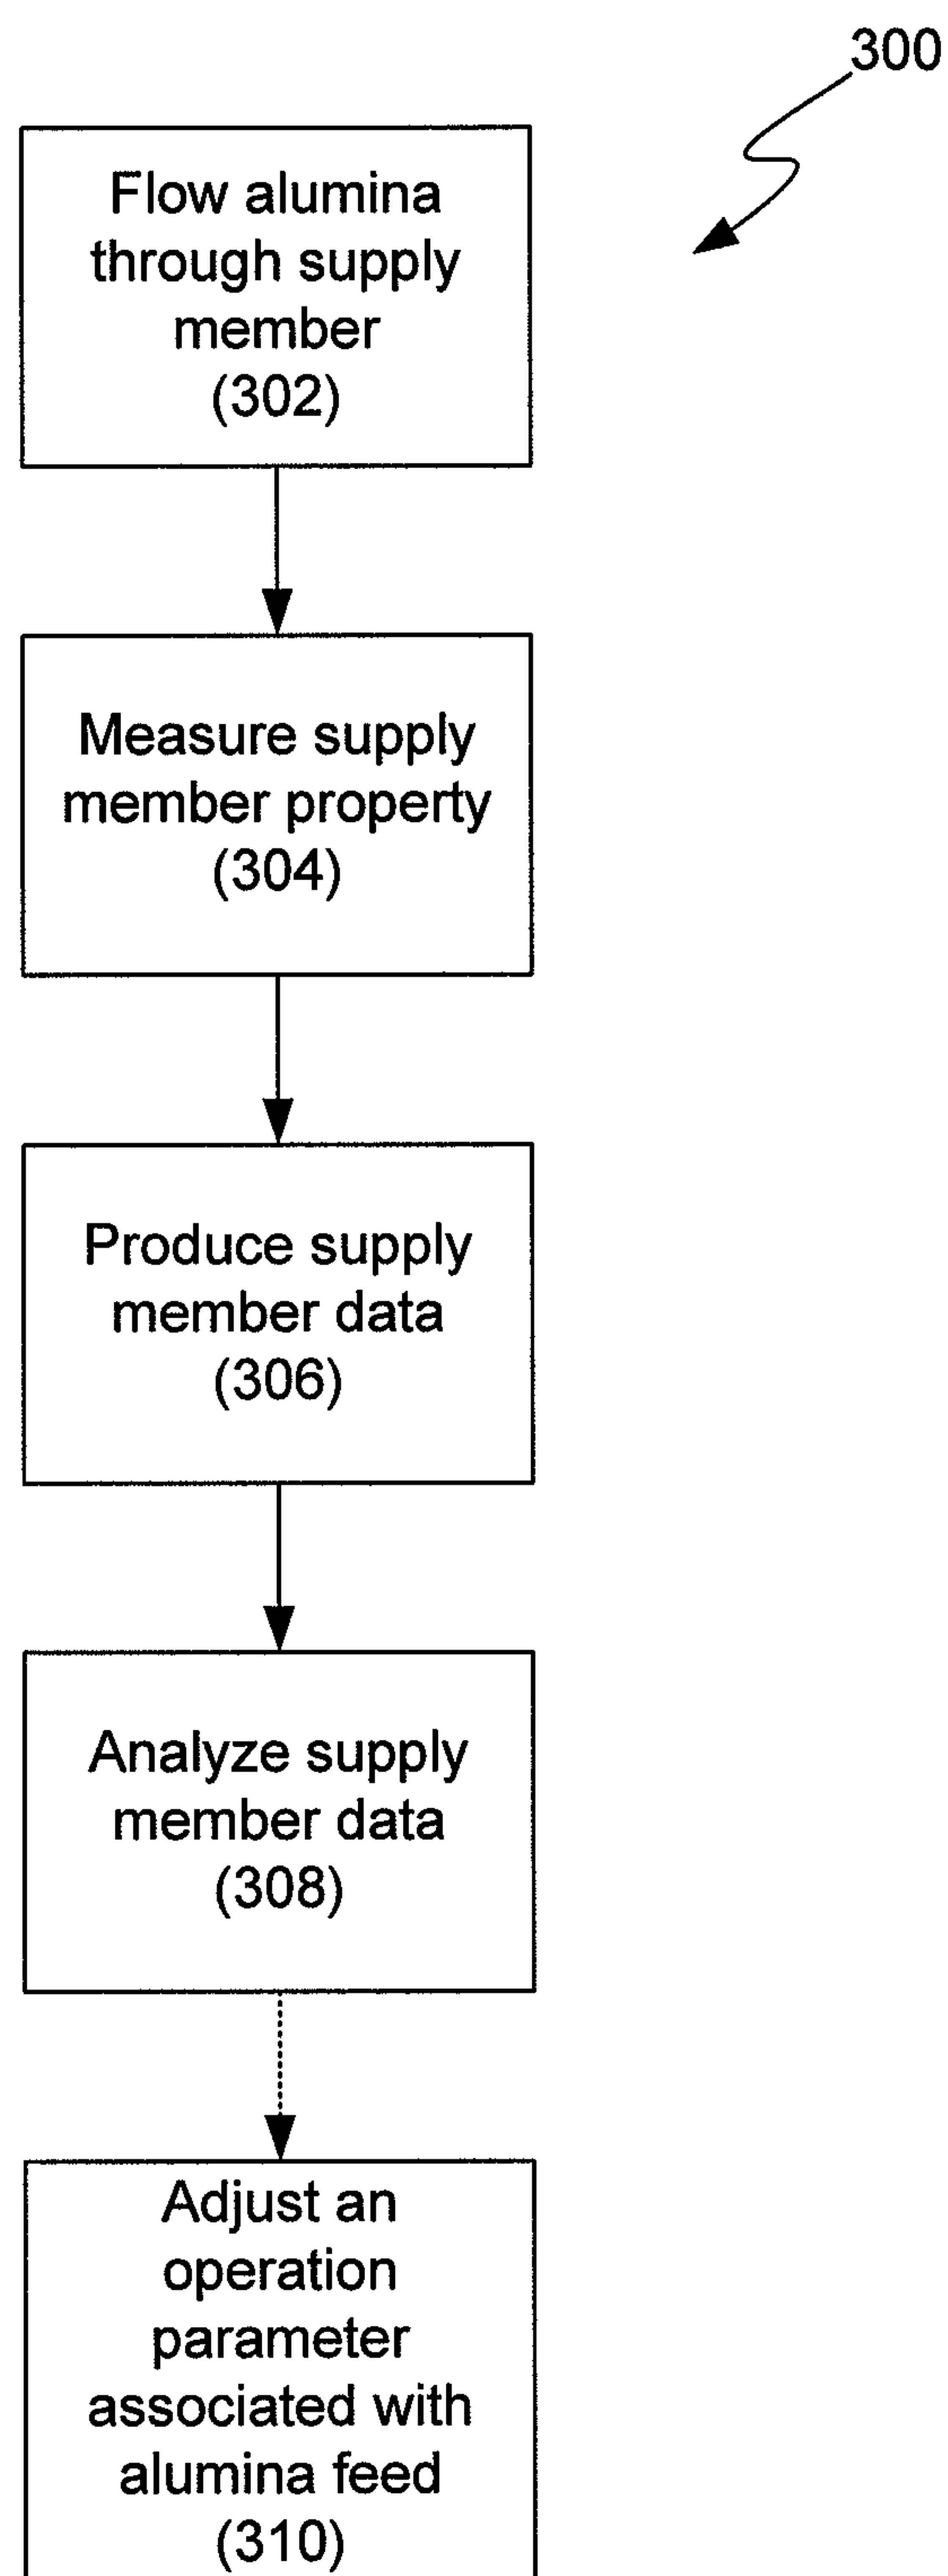 300
Flow alumina
through supply
member
(302)
Measure supply
member property
(304)
Produce supply
member data
(306)
Analyze supply
member data
(308)
Adjust an
operation
parameter
associated with
alumina feed
(310)